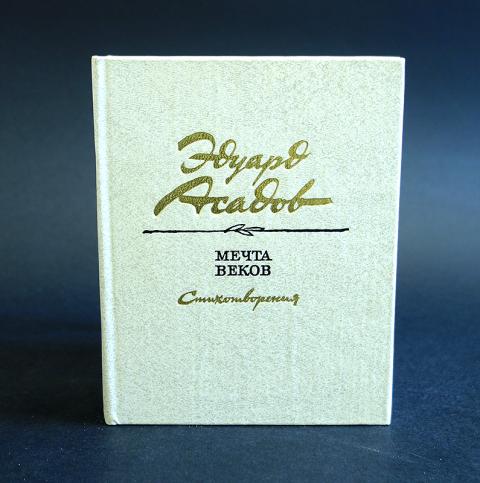 Эдуард
Асадов
МЕЧТА
ВЕКОВ
Стихотворения